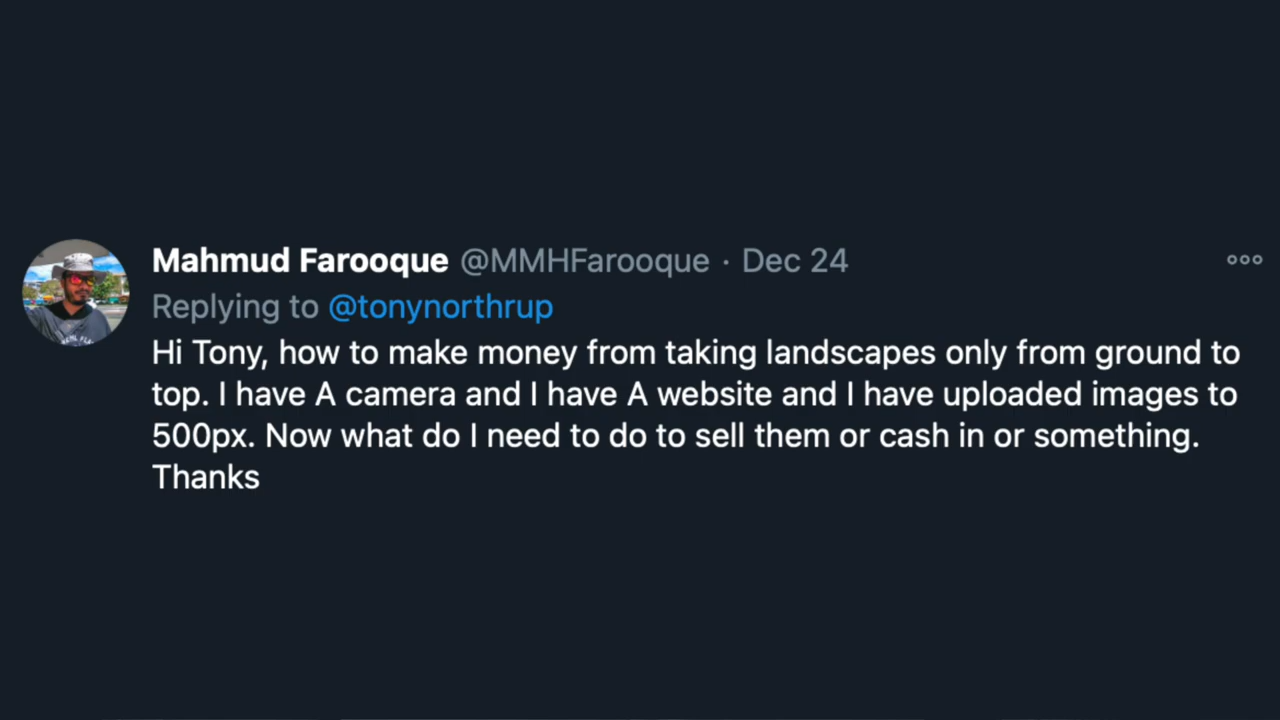 Mahmud Farooque @MMHFarooque · Dec 24
Replying to @tonynorthrup
Hi Tony, how to make money from taking landscapes only from ground to
top. I have A camera and I have A website and I have uploaded images to
500px. Now what do I need to do to sell them or cash in or something.
Thanks